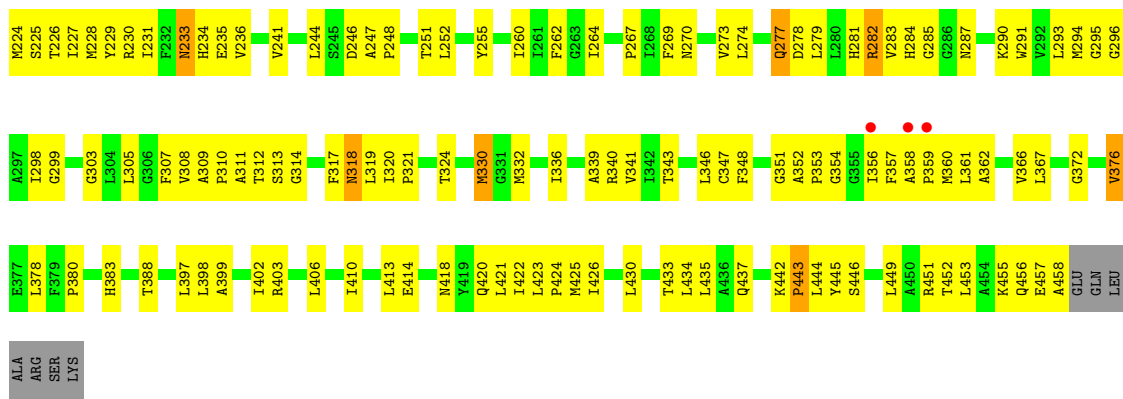 M224 S225 T226 I227 M228 Y229 R230 I231 F232 N233 H234 E235 V236 V241 L244 S245 D246 A247 P248 T251 L252 Y255 I260 I261 F262 G263 I264 P267 I268 F269 N270 V273 L274 Q277 D278 L279 L280 H281 R282 V283 H284 G285 G286 N287 K290 W291 V292 L293 M294 G295 G296
A297 I298 G299 G303 L304 L305 G306 F307 V308 A309 P310 A311 T312 S313 G314 F317 N318 L319 I320 P321 T324 M330 G331 M332 I336 A339 R340 V341 I342 T343 L346 C347 F348 G351 A352 P353 G354 G355 I356 F357 A358 P359 M360 L361 A362 V366 L367 G372 V376
E377 L378 F379 P380 H383 T388 L397 L398 A399 I402 R403 L406 I410 L413 E414 N418 Y419 Q420 L421 I422 L423 P424 M425 I426 L430 T433 L434 L435 A436 Q437 K442 P443 L444 Y445 S446 L449 A450 R451 T452 L453 A454 K455 Q456 E457 A458 GLU GLN LEU
ALA ARG SER LYS